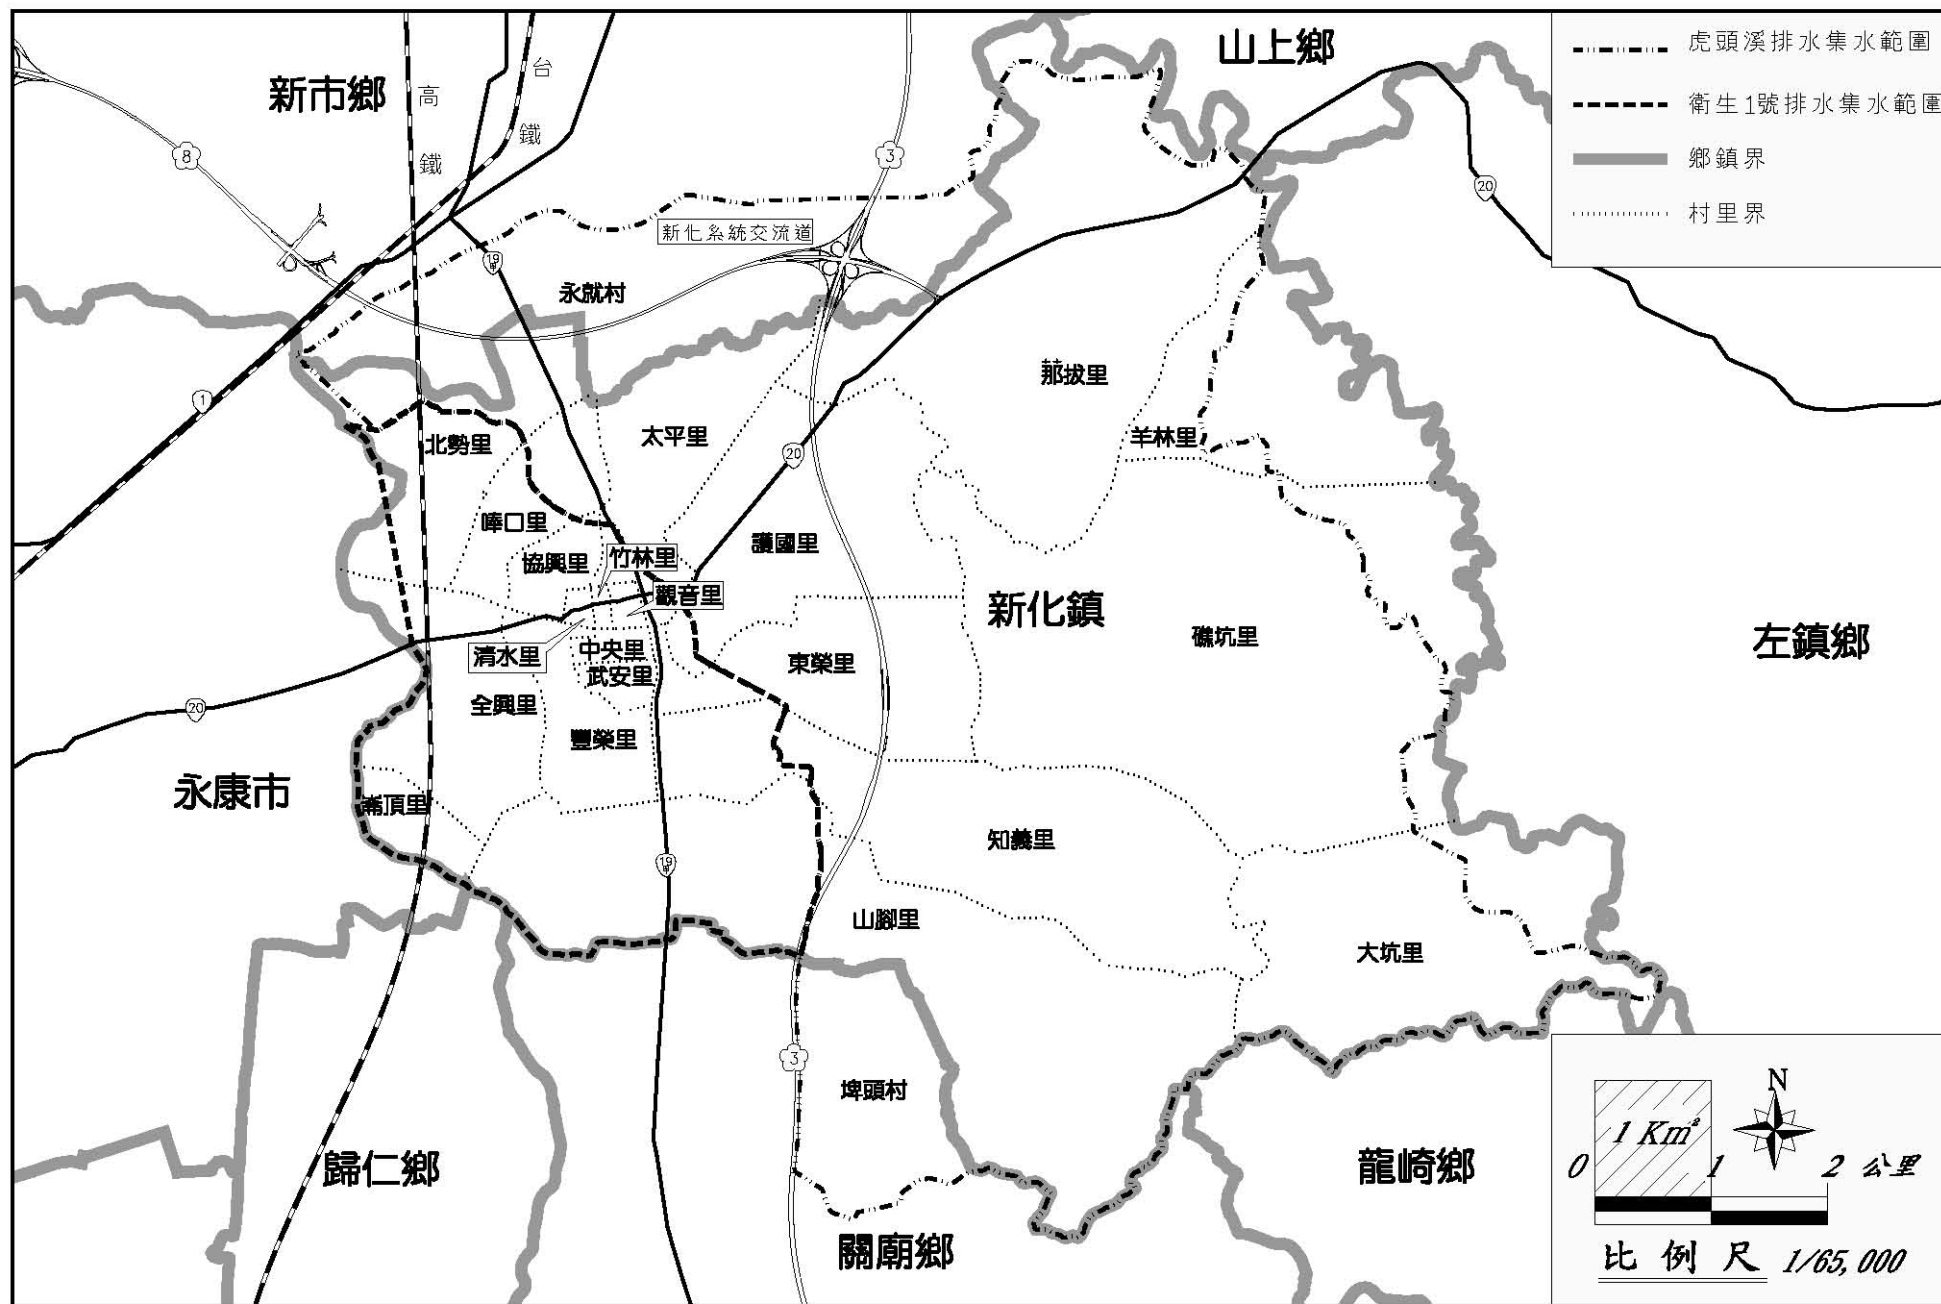 山上鄉
虎頭溪排水集水範圍
衛生1號排水集水範圍
鄉鎮界
村里界
新市鄉
高
鐵
台
鐵
8
3
20
新化系統交流道
19
甲
永就村
1
那拔里
北勢里
太平里
羊林里
20
唪口里
協興里
竹林里
護國里
觀音里
新化鎮
礁坑里
左鎮鄉
清水里
中央里
武安里
東榮里
全興里
20
豐榮里
永康市
崙頂里
知義里
19
甲
山腳里
大坑里
3
埤頭村
歸仁鄉
關廟鄉
龍崎鄉
N
1 Km²
0
1
2 公里
比例尺 1/65,000